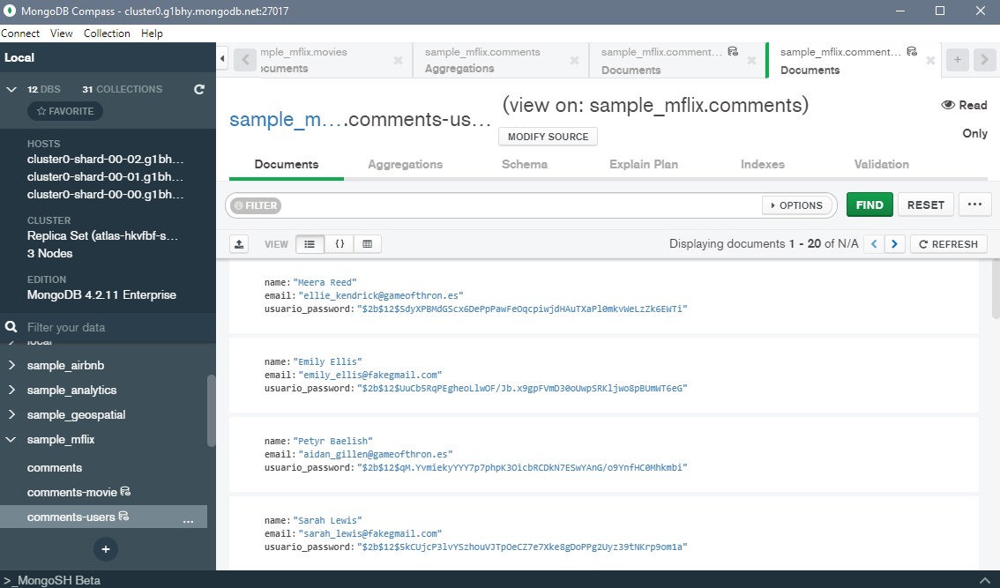 MongoDB Compass - cluster0.g1bhy.mongodb.net:27017
Connect View Collection Help
Local
12 DBS 31 COLLECTIONS
FAVORITE
HOSTS
cluster0-shard-00-02.g1bh...
cluster0-shard-00-01.g1bh...
cluster0-shard-00-00.g1bh...
CLUSTER
Replica Set (atlas-hkvfbf-s...
3 Nodes
EDITION
MongoDB 4.2.11 Enterprise
Filter your data
local
sample_airbnb
sample_analytics
sample_geospatial
sample_mflix
comments
comments-movie
comments-users ...
+
>_MongoSH Beta
mple_mflix.movies
ocuments
sample_mflix.comments
Aggregations
sample_mflix.comment...
Documents
sample_mflix.comment...
Documents
sample_m....comments-us...
(view on: sample_mflix.comments)
MODIFY SOURCE
Read
Only
Documents Aggregations Schema Explain Plan Indexes Validation
FILTER OPTIONS FIND RESET ...
VIEW {} Displaying documents 1 - 20 of N/A < > REFRESH
name: "Meera Reed"
email: "ellie_kendrick@gameofthron.es"
usuario_password: "$2b$12$SdyXPBMdGScx6DePpPawFeOqcpiwjdHAuTXaPl0mkvWeLzZk6EWTi"
name: "Emily Ellis"
email: "emily_ellis@fakegmail.com"
usuario_password: "$2b$12$UuCb5RqPEgheoLlwOF/Jb.x9gpFVmD30oUwpSRKljwo8pBUmWT6eG"
name: "Petyr Baelish"
email: "aidan_gillen@gameofthron.es"
usuario_password: "$2b$12$qM.YvmiekyYYY7p7phpK3OicbRCDkN7ESwYAnG/o9YnfHC0Mhkmbi"
name: "Sarah Lewis"
email: "sarah_lewis@fakegmail.com"
usuario_password: "$2b$12$5kCUjcP3lvYSzhouVJTpOeCZ7e7Xke8gDoPPg2Uyz39tNKrp9om1a"